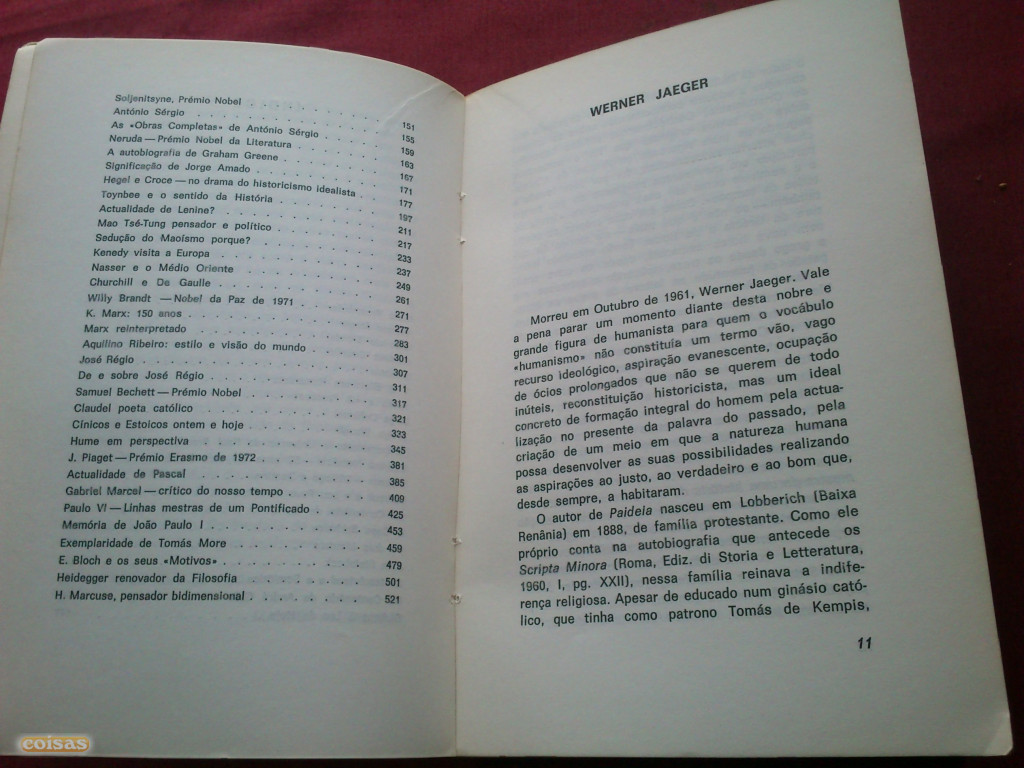 Soljenitsyne, Prémio Nobel . . . . . . . . . 151
António Sérgio . . . . . . . . . . . 155
As «Obras Completas» de António Sérgio . . . . . 159
Neruda — Prémio Nobel da Literatura . . . . . . 163
A autobiografia de Graham Greene . . . . . . 167
Significação de Jorge Amado . . . . . . . . 171
Hegel e Croce — no drama do historicismo idealista . . . 177
Toynbee e o sentido da História . . . . . . . 197
Actualidade de Lenine? . . . . . . . . . 211
Mao Tsé-Tung pensador e político . . . . . . . 217
Sedução do Maoísmo porque? . . . . . . . . 233
Kenedy visita a Europa . . . . . . . . . 237
Nasser e o Médio Oriente . . . . . . . . 249
Churchill e De Gaulle . . . . . . . . . 261
Willy Brandt — Nobel da Paz de 1971 . . . . . . 271
K. Marx: 150 anos . . . . . . . . . . 277
Marx reinterpretado . . . . . . . . . . 283
Aquilino Ribeiro: estilo e visão do mundo . . . . . 301
José Régio . . . . . . . . . . . . 307
De e sobre José Régio . . . . . . . . . 311
Samuel Bechett — Prémio Nobel . . . . . . . 317
Claudel poeta católico . . . . . . . . . 321
Cínicos e Estoicos ontem e hoje . . . . . . . 333
Hume em perspectiva . . . . . . . . . 345
J. Piaget — Prémio Erasmo de 1972 . . . . . . 381
Actualidade de Pascal . . . . . . . . . 385
Gabriel Marcel — crítico do nosso tempo . . . . . 409
Paulo VI — Linhas mestras de um Pontificado . . . . 425
Memória de João Paulo I . . . . . . . . 453
Exemplaridade de Tomás More . . . . . . . 459
E. Bloch e os seus «Motivos» . . . . . . . . 479
Heidegger renovador da Filosofia . . . . . . . 501
H. Marcuse, pensador bidimensional . . . . . . . 521
WERNER JAEGER
Morreu em Outubro de 1961, Werner Jaeger. Vale
a pena parar um momento diante desta nobre e
grande figura de humanista para quem o vocábulo
«humanismo» não constituía um termo vão, vago
recurso ideológico, aspiração evanescente, ocupação
de ócios prolongados que não se querem de todo
inúteis, reconstituição historicista, mas um ideal
concreto de formação integral do homem pela actua-
lização no presente da palavra do passado, pela
criação de um meio em que a natureza humana
possa desenvolver as suas possibilidades realizando
as aspirações ao justo, ao verdadeiro e ao bom que,
desde sempre, a habitaram.
O autor de Paideia nasceu em Lobberich (Baixa
Renânia) em 1888, de família protestante. Como ele
próprio conta na autobiografia que antecede os
Scripta Minora (Roma, Ediz. di Storia e Letteratura,
1960, I, pg. XXII), nessa família reinava a indife-
rença religiosa. Apesar de educado num ginásio cató-
lico, que tinha como patrono Tomás de Kempis,
11
coisas